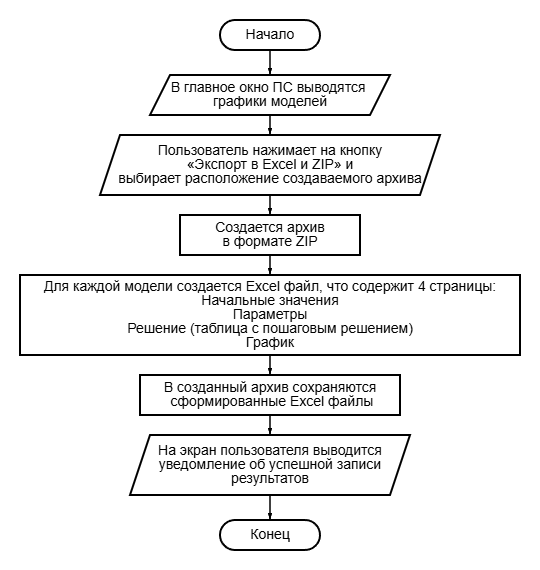 Начало
В главное окно ПС выводятся
графики моделей
Пользователь нажимает на кнопку
«Экспорт в Excel и ZIP» и
выбирает расположение создаваемого архива
Создается архив
в формате ZIP
Для каждой модели создается Excel файл, что содержит 4 страницы:
Начальные значения
Параметры
Решение (таблица с пошаговым решением)
График
В созданный архив сохраняются
сформированные Excel файлы
На экран пользователя выводится
уведомление об успешной записи
результатов
Конец